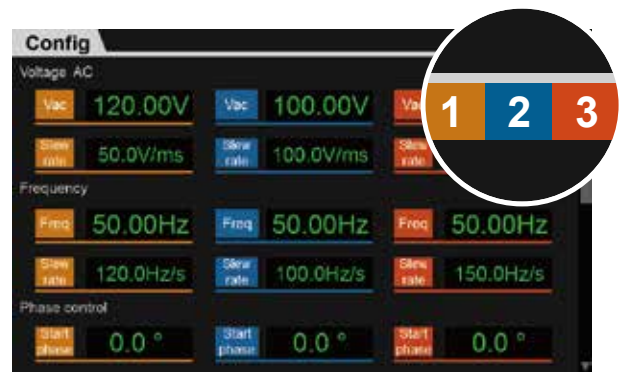 Config
1 2 3
Voltage AC
Vac 120.00V Vac 100.00V
Slew rate 50.0V/ms Slew rate 100.0V/ms Slew rate
Frequency
Freq 50.00Hz Freq 50.00Hz Freq 50.00Hz
Slew rate 120.0Hz/s Slew rate 100.0Hz/s Slew rate 150.0Hz/s
Phase control
Start phase 0.0 ° Start phase 0.0 ° Start phase 0.0 °